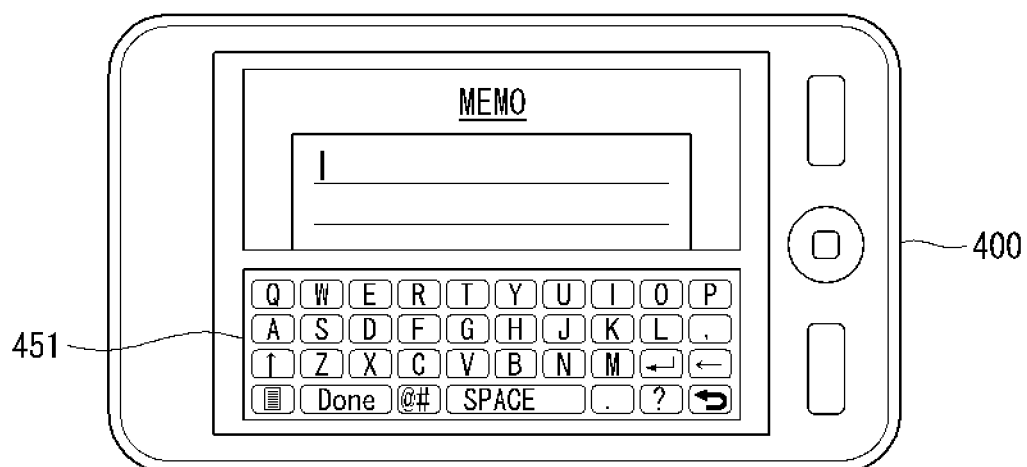 MEMO
400
Q W E R T Y U I O P
A S D F G H J K L ,
451
↑ Z X C V B N M ↵ ←
Done @# SPACE . ? ↩